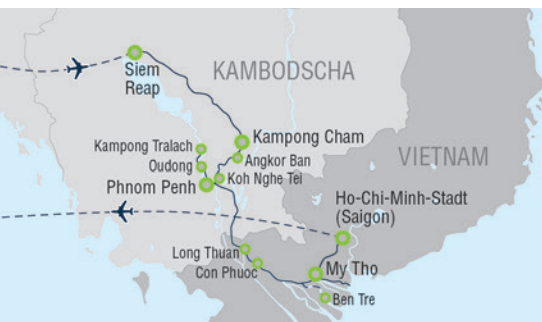 Siem
Reap
KAMBODSCHA
Kampong Cham
Kampong Tralach
Angkor Ban
Oudong
Koh Nghe Tei
Phnom Penh
VIETNAM
Ho-Chi-Minh-Stadt
(Saigon)
Long Thuan
Con Phuoc
My Tho
Ben Tre